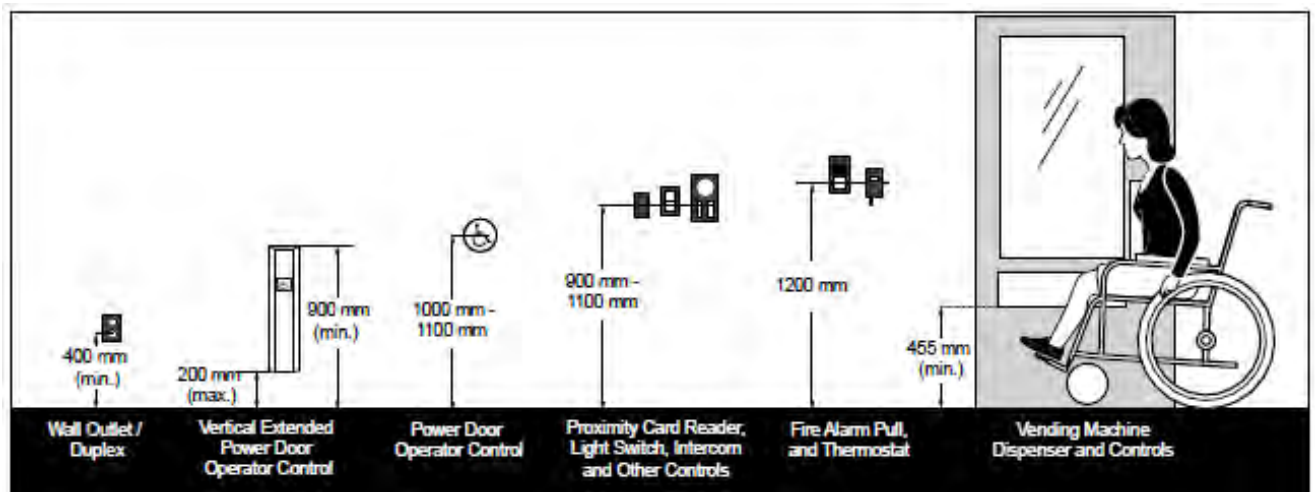 400 mm
(min.)
200 mm
(max.)
900 mm
(min.)
1000 mm -
1100 mm
900 mm -
1100 mm
1200 mm
455 mm
(min.)
Wall Outlet /
Duplex
Vertical Extended
Power Door
Operator Control
Power Door
Operator Control
Proximity Card Reader,
Light Switch, Intercom
and Other Controls
Fire Alarm Pull,
and Thermostat
Vending Machine
Dispenser and Controls